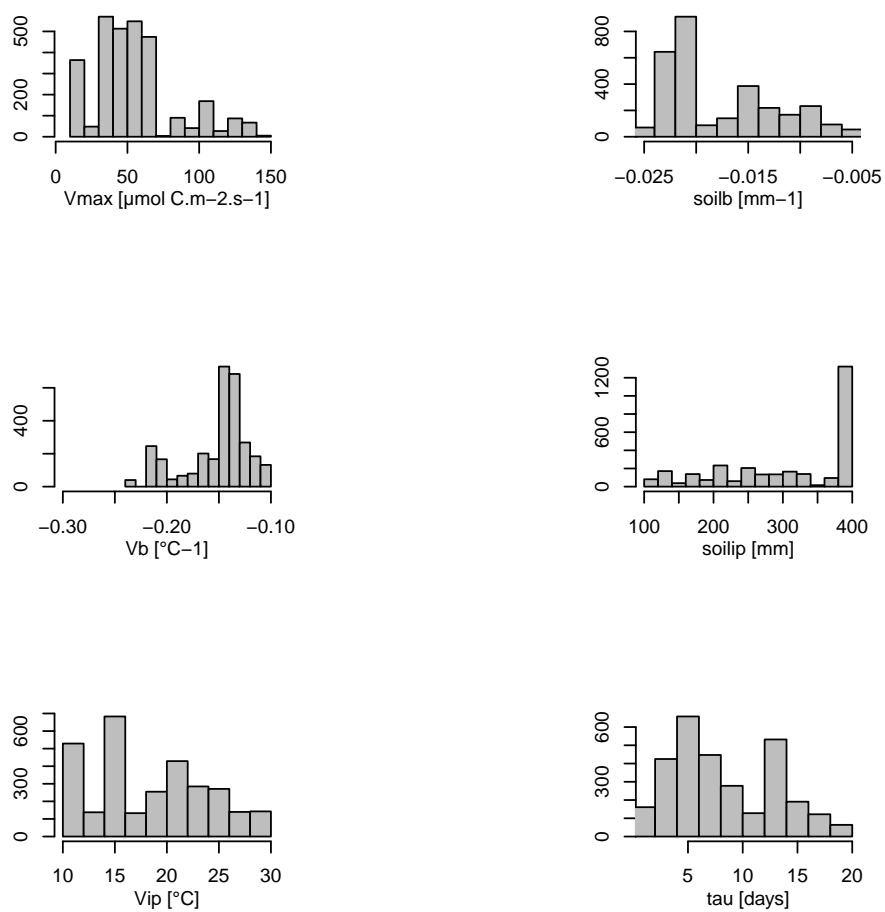 0 200 500
0 50 100 150
Vmax [µmol C.m−2.s−1]
0 400 800
−0.025 −0.015 −0.005
soilb [mm−1]
0 400
−0.30 −0.20 −0.10
Vb [°C−1]
0 600 1200
100 200 300 400
soilip [mm]
0 300 600
10 15 20 25 30
Vip [°C]
0 300 600
5 10 15 20
tau [days]